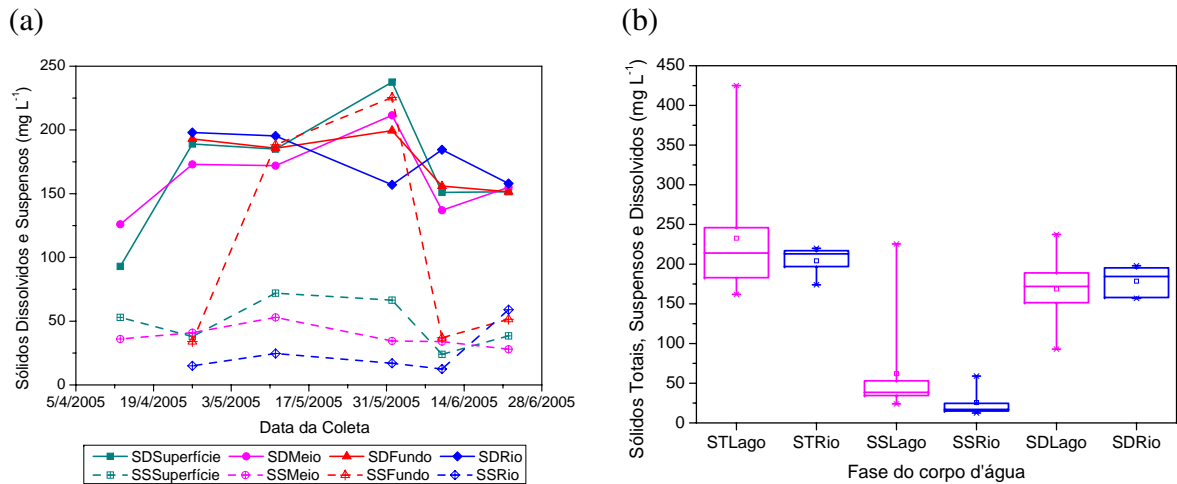 (a)
(b)
Sólidos Dissolvidos e Suspensos (mg L⁻¹)
250
200
150
100
50
0
5/4/2005 19/4/2005 3/5/2005 17/5/2005 31/5/2005 14/6/2005 28/6/2005
Data da Coleta
SDSuperfície SDMeio SDFundo SDRio
SSSuperfície SSMeio SSFundo SSRio
Sólidos Totais, Suspensos e Dissolvidos (mg L⁻¹)
450
400
350
300
250
200
150
100
50
0
STLago STRio SSLago SSRio SDLago SDRio
Fase do corpo d'água